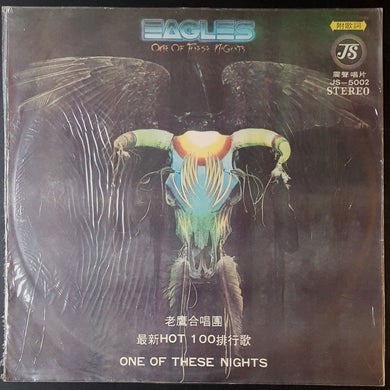 EAGLES
ONE OF THESE NIGHTS
附歌詞
JS
震聲唱片
JS-5002
STEREO
老鷹合唱團
最新HOT 100排行歌
ONE OF THESE NIGHTS